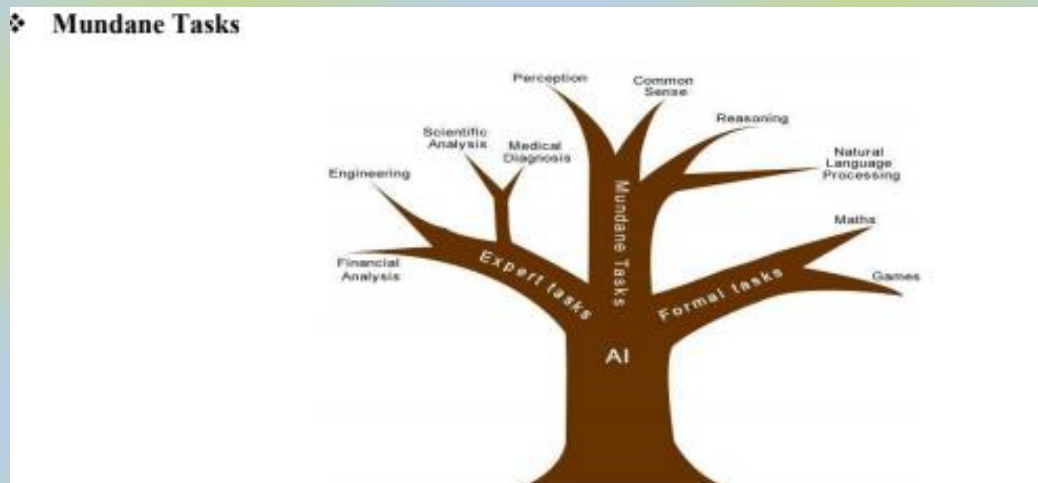 ❖ Mundane Tasks
Perception
Common
Sense
Reasoning
Scientific
Analysis
Medical
Diagnosis
Natural
Language
Processing
Engineering
Maths
Financial
Analysis
Games
Expert tasks
Mundane Tasks
Formal tasks
AI